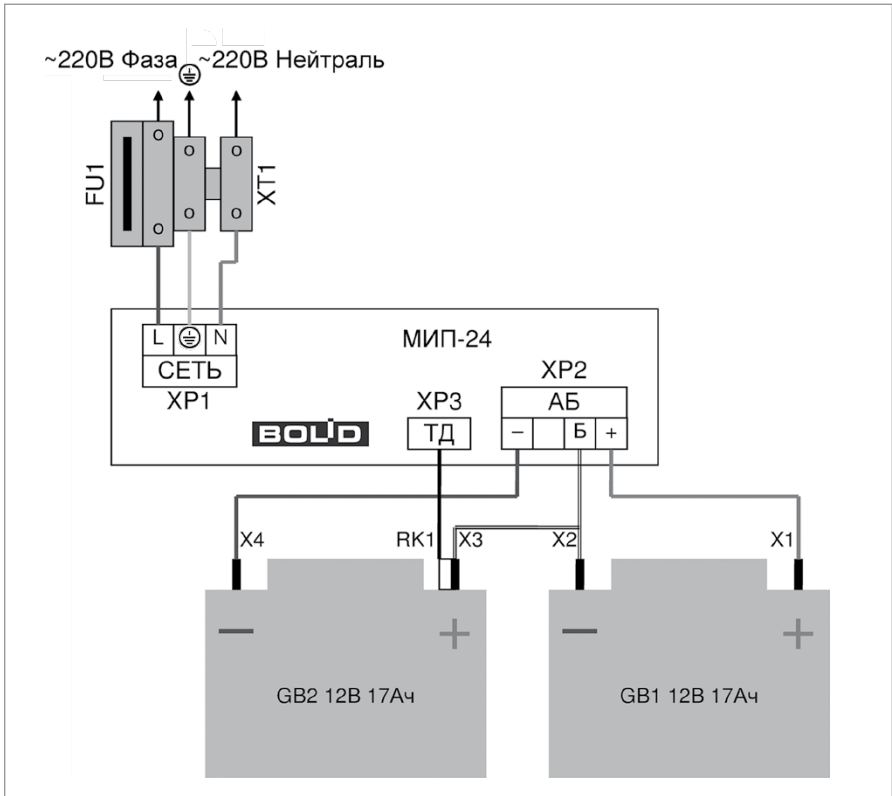 ~220В Фаза ~220В Нейтраль
FU1
XT1
L N
СЕТЬ
XP1
МИП-24
XP2
АБ
– Б +
XP3
ТД
BOLID
X4
RK1
X3
X2
X1
– +
– +
GB2 12В 17Ач
GB1 12В 17Ач